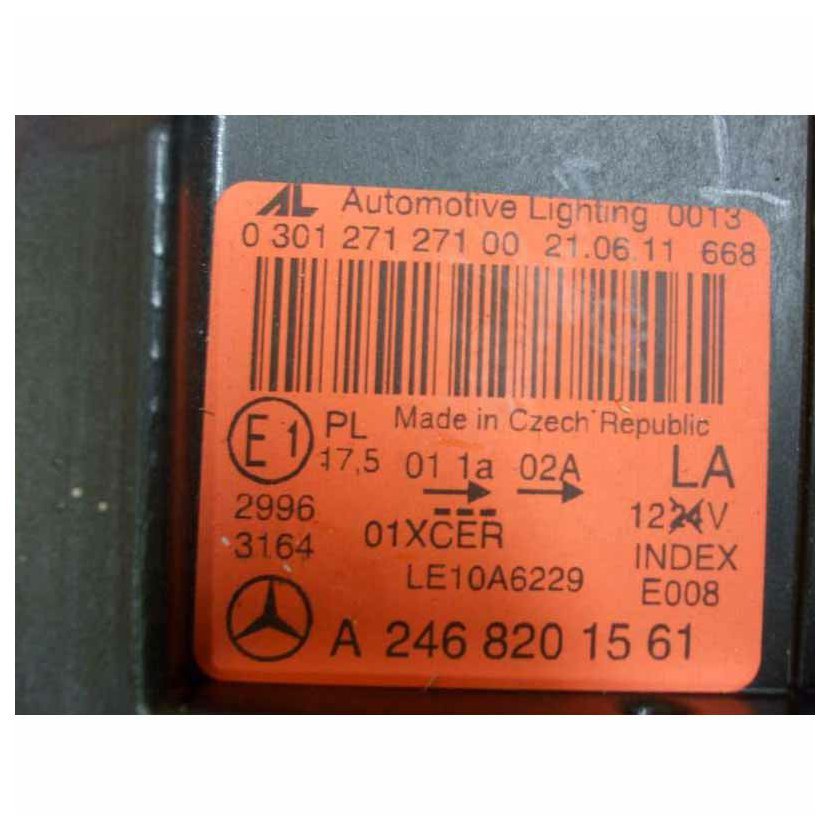 AL Automotive Lighting 0013
0 301 271 271 00 21.06.11 668
Made in Czech Republic
E1 PL 17,5 01 1a 02A LA
2996 1224V
3164 01XCER INDEX
LE10A6229 E008
A 246 820 15 61